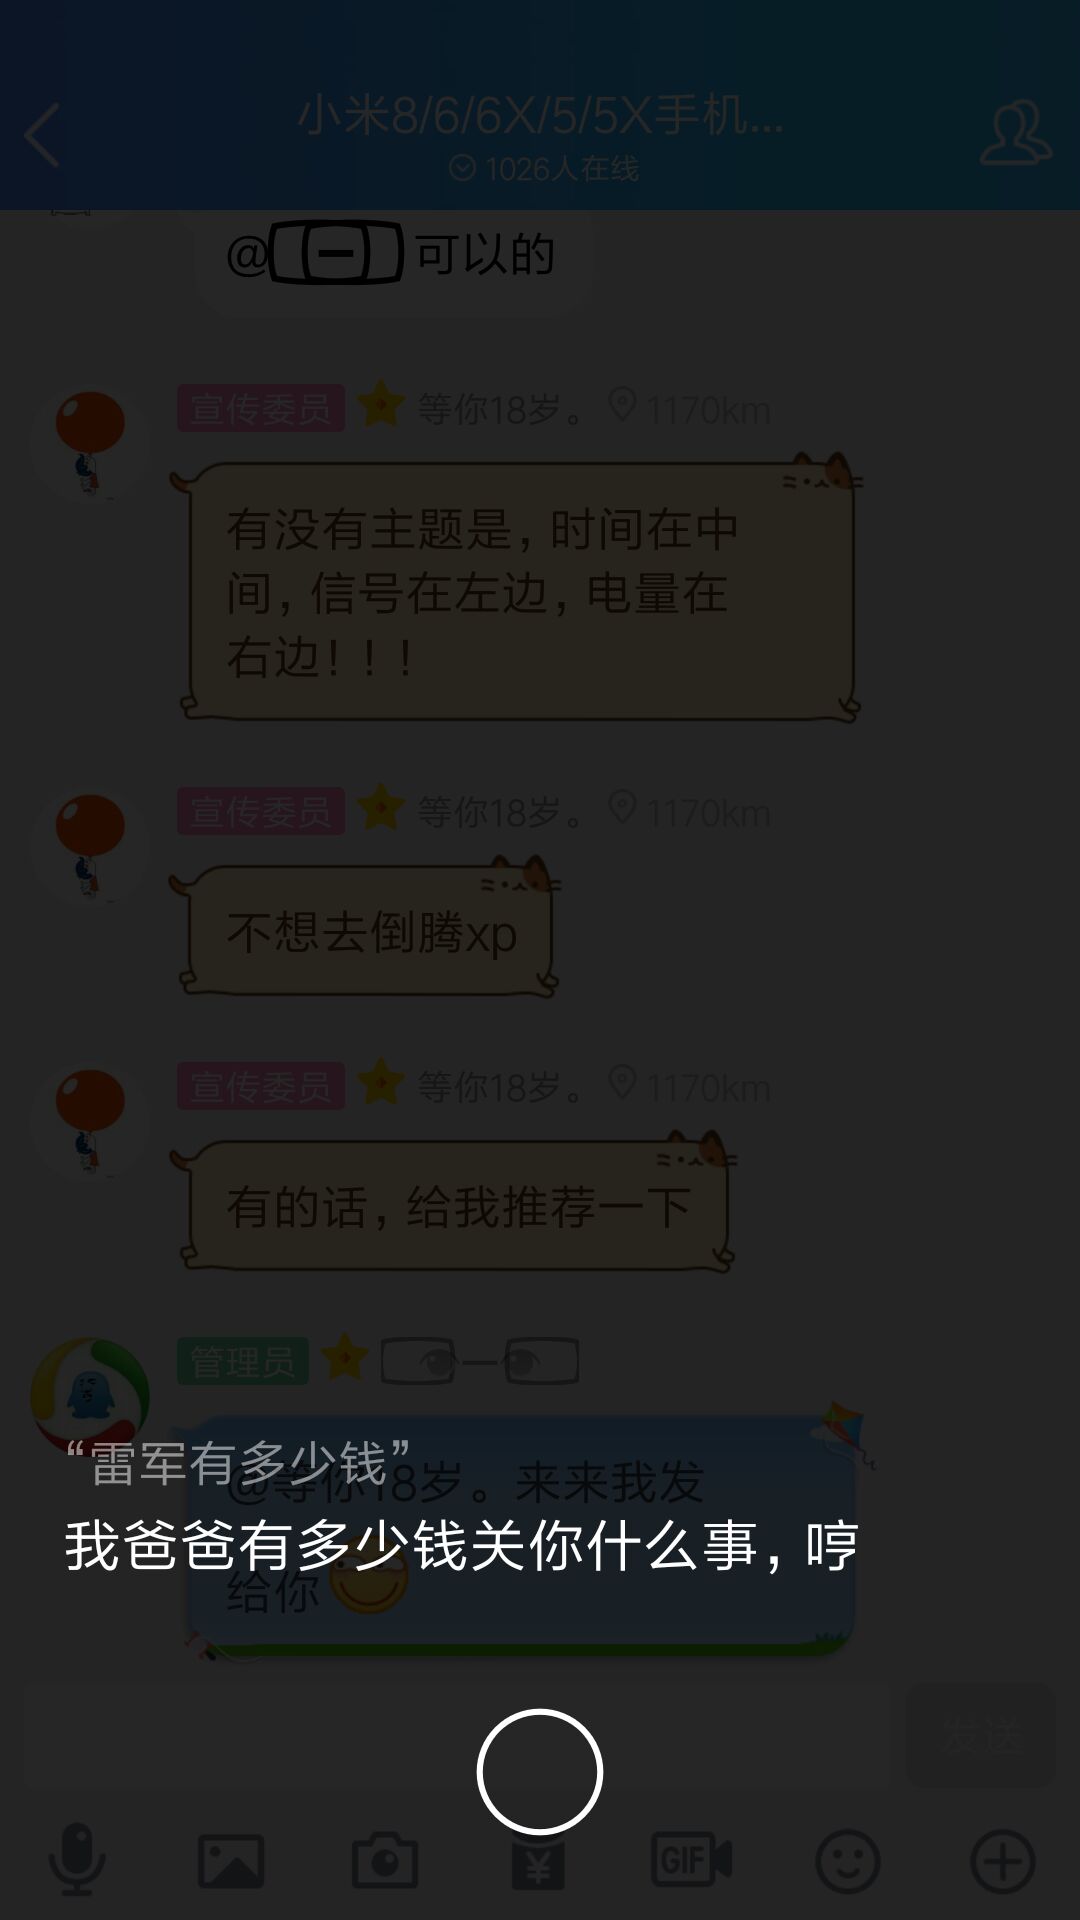 小米8/6/6X/5/5X手机...
1026人在线
@ 可以的
宣传委员 等你18岁。 1170km
有没有主题是，时间在中
间，信号在左边，电量在
右边！！！
宣传委员 等你18岁。 1170km
不想去倒腾xp
宣传委员 等你18岁。 1170km
有的话，给我推荐一下
管理员
“雷军有多少钱”
@等你18岁。来来我发
我爸爸有多少钱关你什么事，哼
给你
发送
GIF